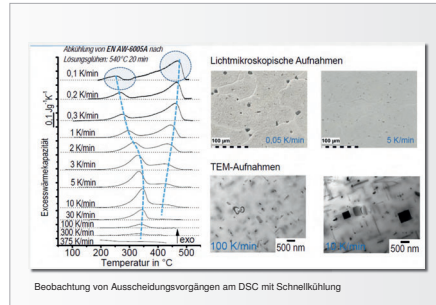 Abkühlung von EN AW-6005A nach
Lösungsglühen: 540°C 20 min
0,1 K/min
0,2 K/min
0,3 K/min
1 K/min
2 K/min
3 K/min
5 K/min
10 K/min
30 K/min
100 K/min
300 K/min
375 K/min
exo
0.1 Jg⁻¹K⁻¹
Excesswärmekapazität
100 200 300 400 500
Temperatur in °C
Lichtmikroskopische Aufnahmen
100 µm
0,05 K/min
100 µm
5 K/min
TEM-Aufnahmen
100 K/min
500 nm
500 nm
Beobachtung von Ausscheidungsvorgängen am DSC mit Schnellkühlung